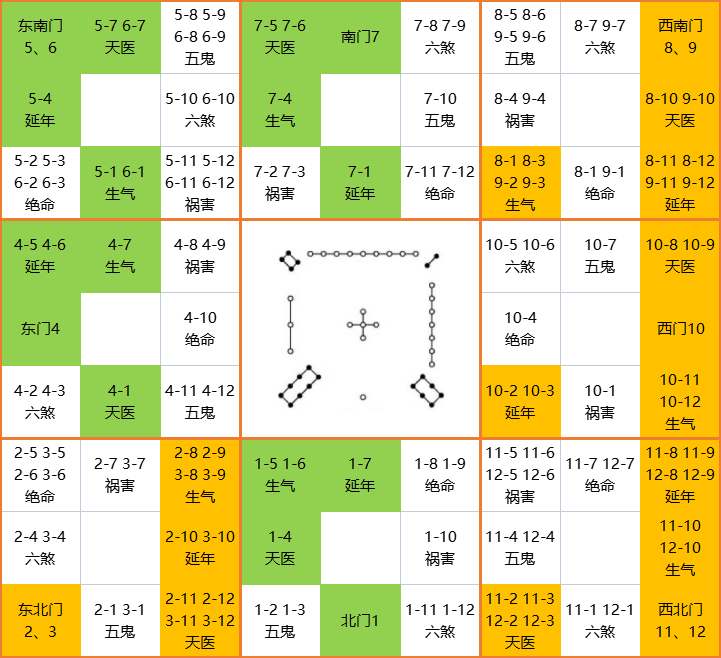 东南门
5、6
5-7 6-7
天医
5-8 5-9
6-8 6-9
五鬼
7-5 7-6
天医
南门7
7-8 7-9
六煞
8-5 8-6
9-5 9-6
五鬼
8-7 9-7
六煞
西南门
8、9
5-4
延年
5-10 6-10
六煞
7-4
生气
7-10
五鬼
8-4 9-4
祸害
8-10 9-10
天医
5-2 5-3
6-2 6-3
绝命
5-1 6-1
生气
5-11 5-12
6-11 6-12
祸害
7-2 7-3
祸害
7-1
延年
7-11 7-12
绝命
8-1 8-3
9-2 9-3
生气
8-1 9-1
绝命
8-11 8-12
9-11 9-12
延年
4-5 4-6
延年
4-7
生气
4-8 4-9
祸害
10-5 10-6
六煞
10-7
五鬼
10-8 10-9
天医
东门4
4-10
绝命
10-4
绝命
西门10
4-2 4-3
六煞
4-1
天医
4-11 4-12
五鬼
10-2 10-3
延年
10-1
祸害
10-11
10-12
生气
2-5 3-5
2-6 3-6
绝命
2-7 3-7
祸害
2-8 2-9
3-8 3-9
生气
1-5 1-6
生气
1-7
延年
1-8 1-9
绝命
11-5 11-6
12-5 12-6
祸害
11-7 12-7
绝命
11-8 11-9
12-8 12-9
延年
2-4 3-4
六煞
2-10 3-10
延年
1-4
天医
1-10
祸害
11-4 12-4
五鬼
11-10
12-10
生气
东北门
2、3
2-1 3-1
五鬼
2-11 2-12
3-11 3-12
天医
1-2 1-3
五鬼
北门1
1-11 1-12
六煞
11-2 11-3
12-2 12-3
天医
11-1 12-1
六煞
西北门
11、12